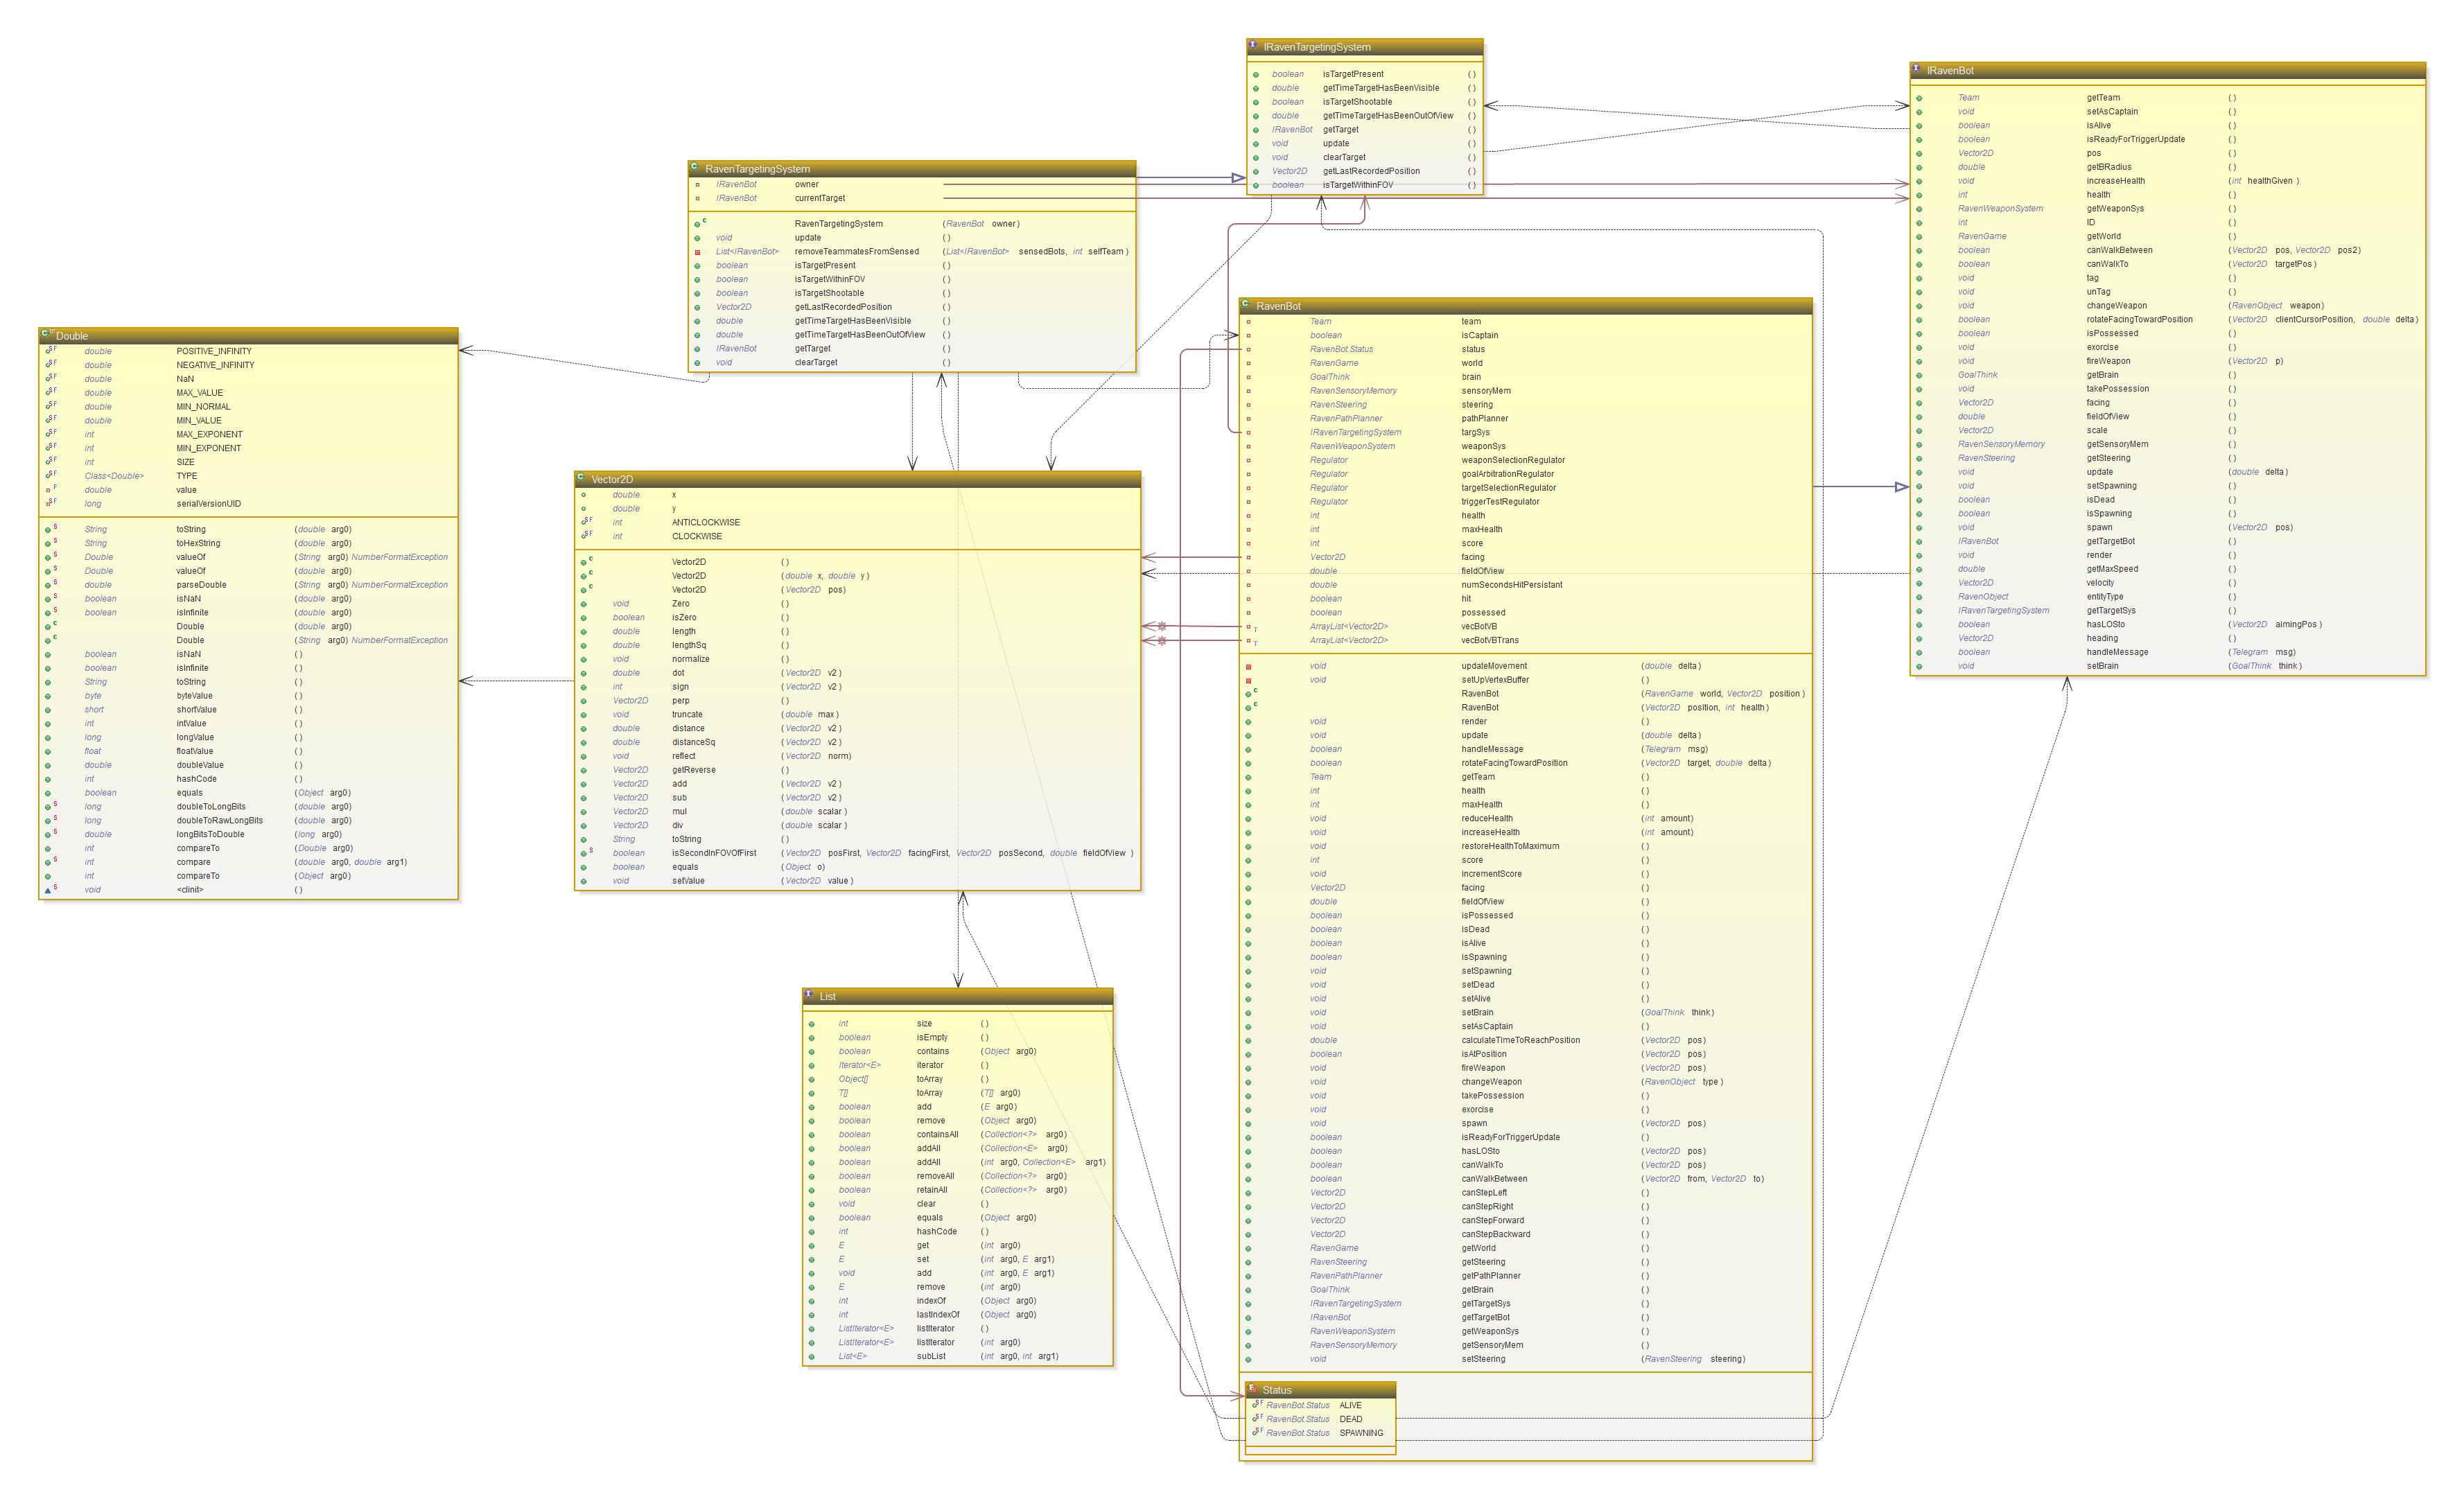 IRavenTargetingSystem
boolean isTargetPresent ( )
double getTimeTargetHasBeenVisible ( )
boolean isTargetShootable ( )
double getTimeTargetHasBeenOutOfView ( )
IRavenBot getTarget ( )
void update ( )
void clearTarget ( )
Vector2D getLastRecordedPosition ( )
boolean isTargetWithinFOV ( )
IRavenBot
Team getTeam ( )
void setAsCaptain ( )
boolean isAlive ( )
boolean isReadyForTriggerUpdate ( )
Vector2D pos ( )
double getBRadius ( )
void increaseHealth (int healthGiven )
int health ( )
RavenWeaponSystem getWeaponSys ( )
int ID ( )
RavenGame getWorld ( )
boolean canWalkBetween (Vector2D pos, Vector2D pos2)
boolean canWalkTo (Vector2D targetPos )
void tag ( )
void unTag ( )
void changeWeapon (RavenObject weapon)
boolean rotateFacingTowardPosition (Vector2D clientCursorPosition, double delta)
boolean isPossessed ( )
void exorcise ( )
void fireWeapon (Vector2D p)
GoalThink getBrain ( )
void takePossession ( )
Vector2D facing ( )
double fieldOfView ( )
Vector2D scale ( )
RavenSensoryMemory getSensoryMem ( )
RavenSteering getSteering ( )
void update (double delta)
void setSpawning ( )
boolean isDead ( )
boolean isSpawning ( )
void spawn (Vector2D pos)
IRavenBot getTargetBot ( )
void render ( )
double getMaxSpeed ( )
Vector2D velocity ( )
RavenObject entityType ( )
IRavenTargetingSystem getTargetSys ( )
boolean hasLOSto (Vector2D aimingPos )
Vector2D heading ( )
boolean handleMessage (Telegram msg)
void setBrain (GoalThink think)
RavenTargetingSystem
IRavenBot owner
IRavenBot currentTarget
RavenTargetingSystem (RavenBot owner)
void update ( )
List<IRavenBot> removeTeammatesFromSensed (List<IRavenBot> sensedBots, int selfTeam )
boolean isTargetPresent ( )
boolean isTargetWithinFOV ( )
boolean isTargetShootable ( )
Vector2D getLastRecordedPosition ( )
double getTimeTargetHasBeenVisible ( )
double getTimeTargetHasBeenOutOfView ( )
IRavenBot getTarget ( )
void clearTarget ( )
RavenBot
Team team
boolean isCaptain
RavenBot.Status status
RavenGame world
GoalThink brain
RavenSensoryMemory sensoryMem
RavenSteering steering
RavenPathPlanner pathPlanner
IRavenTargetingSystem targSys
RavenWeaponSystem weaponSys
Regulator weaponSelectionRegulator
Regulator goalArbitrationRegulator
Regulator targetSelectionRegulator
Regulator triggerTestRegulator
int health
int maxHealth
int score
Vector2D facing
double fieldOfView
double numSecondsHitPersistant
boolean hit
boolean possessed
ArrayList<Vector2D> vecBotVB
ArrayList<Vector2D> vecBotVBTrans
void updateMovement (double delta)
void setUpVertexBuffer ( )
RavenBot (RavenGame world, Vector2D position )
RavenBot (Vector2D position, int health )
void render ( )
void update (double delta)
boolean handleMessage (Telegram msg)
boolean rotateFacingTowardPosition (Vector2D target, double delta)
Team getTeam ( )
int health ( )
int maxHealth ( )
void reduceHealth (int amount)
void increaseHealth (int amount)
void restoreHealthToMaximum ( )
int score ( )
void incrementScore ( )
Vector2D facing ( )
double fieldOfView ( )
boolean isPossessed ( )
boolean isDead ( )
boolean isAlive ( )
boolean isSpawning ( )
void setSpawning ( )
void setDead ( )
void setAlive ( )
void setBrain (GoalThink think)
void setAsCaptain ( )
double calculateTimeToReachPosition (Vector2D pos)
boolean isAtPosition (Vector2D pos)
void fireWeapon (Vector2D pos)
void changeWeapon (RavenObject type )
void takePossession ( )
void exorcise ( )
void spawn (Vector2D pos)
boolean isReadyForTriggerUpdate ( )
boolean hasLOSto (Vector2D pos)
boolean canWalkTo (Vector2D pos)
boolean canWalkBetween (Vector2D from, Vector2D to)
Vector2D canStepLeft ( )
Vector2D canStepRight ( )
Vector2D canStepForward ( )
Vector2D canStepBackward ( )
RavenGame getWorld ( )
RavenSteering getSteering ( )
RavenPathPlanner getPathPlanner ( )
GoalThink getBrain ( )
IRavenTargetingSystem getTargetSys ( )
IRavenBot getTargetBot ( )
RavenWeaponSystem getWeaponSys ( )
RavenSensoryMemory getSensoryMem ( )
void setSteering (RavenSteering steering)
Status
RavenBot.Status ALIVE
RavenBot.Status DEAD
RavenBot.Status SPAWNING
Double
double POSITIVE_INFINITY
double NEGATIVE_INFINITY
double NaN
double MAX_VALUE
double MIN_NORMAL
double MIN_VALUE
int MAX_EXPONENT
int MIN_EXPONENT
int SIZE
Class<Double> TYPE
double value
long serialVersionUID
String toString (double arg0)
String toHexString (double arg0)
Double valueOf (String arg0) NumberFormatException
Double valueOf (double arg0)
double parseDouble (String arg0) NumberFormatException
boolean isNaN (double arg0)
boolean isInfinite (double arg0)
Double (double arg0)
Double (String arg0) NumberFormatException
boolean isNaN ( )
boolean isInfinite ( )
String toString ( )
byte byteValue ( )
short shortValue ( )
int intValue ( )
long longValue ( )
float floatValue ( )
double doubleValue ( )
int hashCode ( )
boolean equals (Object arg0)
long doubleToLongBits (double arg0)
long doubleToRawLongBits (double arg0)
double longBitsToDouble (long arg0)
int compareTo (Double arg0)
int compare (double arg0, double arg1)
int compareTo (Object arg0)
void <clinit> ( )
Vector2D
double x
double y
int ANTICLOCKWISE
int CLOCKWISE
Vector2D ( )
Vector2D (double x, double y )
Vector2D (Vector2D pos)
void Zero ( )
boolean isZero ( )
double length ( )
double lengthSq ( )
void normalize ( )
double dot (Vector2D v2 )
int sign (Vector2D v2 )
Vector2D perp ( )
void truncate (double max )
double distance (Vector2D v2 )
double distanceSq (Vector2D v2 )
void reflect (Vector2D norm)
Vector2D getReverse ( )
Vector2D add (Vector2D v2 )
Vector2D sub (Vector2D v2 )
Vector2D mul (double scalar )
Vector2D div (double scalar )
String toString ( )
boolean isSecondInFOVOfFirst (Vector2D posFirst, Vector2D facingFirst, Vector2D posSecond, double fieldOfView )
boolean equals (Object o)
void setValue (Vector2D value )
List
int size ( )
boolean isEmpty ( )
boolean contains (Object arg0)
Iterator<E> iterator ( )
Object[] toArray ( )
T[] toArray (T[] arg0)
boolean add (E arg0)
boolean remove (Object arg0)
boolean containsAll (Collection<?> arg0)
boolean addAll (Collection<E> arg0)
boolean addAll (int arg0, Collection<E> arg1)
boolean removeAll (Collection<?> arg0)
boolean retainAll (Collection<?> arg0)
void clear ( )
boolean equals (Object arg0)
int hashCode ( )
E get (int arg0)
E set (int arg0, E arg1)
void add (int arg0, E arg1)
E remove (int arg0)
int indexOf (Object arg0)
int lastIndexOf (Object arg0)
ListIterator<E> listIterator ( )
ListIterator<E> listIterator (int arg0)
List<E> subList (int arg0, int arg1)